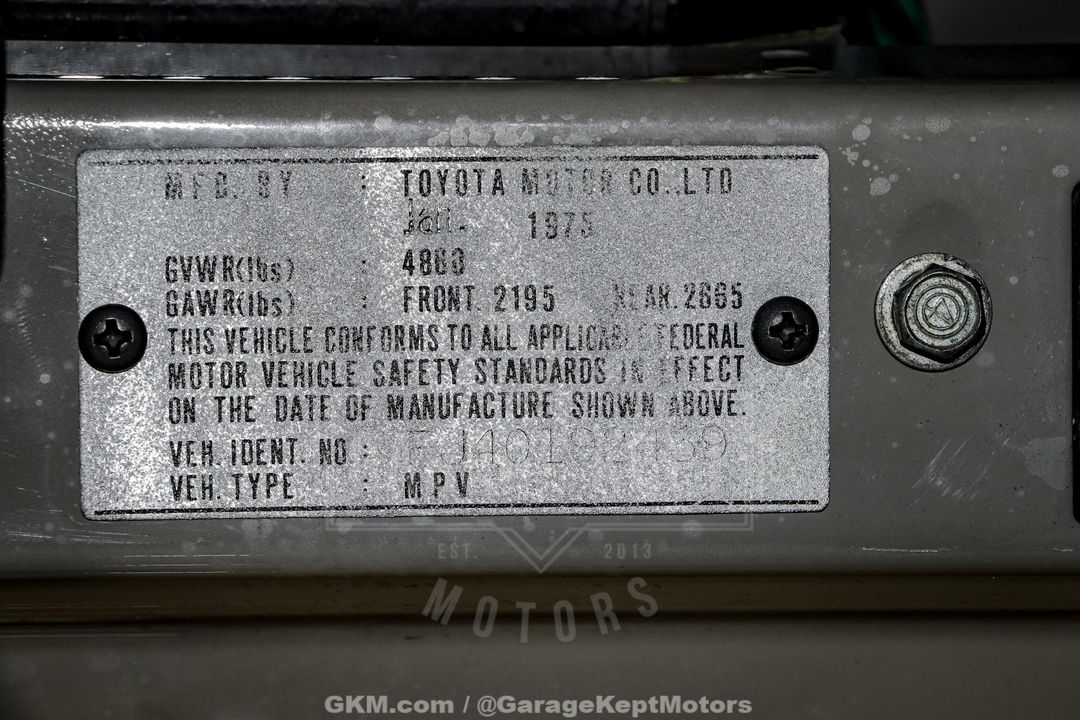 MFD. BY : TOYOTA MOTOR CO.,LTD
Jan. 1975
GVWR(lbs) :
GAWR(lbs) : FRONT. 2195 REAR. 2665
THIS VEHICLE CONFORMS TO ALL APPLICABLE FEDERAL
MOTOR VEHICLE SAFETY STANDARDS IN EFFECT
ON THE DATE OF MANUFACTURE SHOWN ABOVE.
VEH. IDENT. NO :
VEH. TYPE : MPV
EST. 2013
MOTORS
GKM.com / @GarageKeptMotors